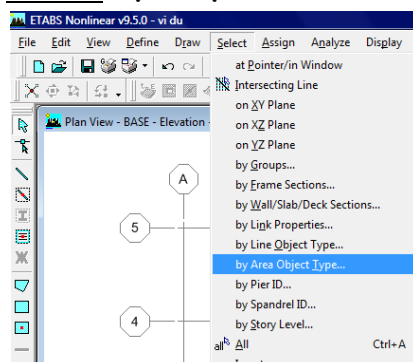 ETABS Nonlinear v9.5.0 - vi du
File Edit View Define Draw Select Assign Analyze Display
at Pointer/in Window
Intersecting Line
on XY Plane
on XZ Plane
on YZ Plane
by Groups...
by Frame Sections...
by Wall/Slab/Deck Sections...
by Link Properties...
by Line Object Type...
by Area Object Type...
by Pier ID...
by Spandrel ID...
by Story Level...
all All Ctrl+A
Plan View - BASE - Elevation -
A
5
4